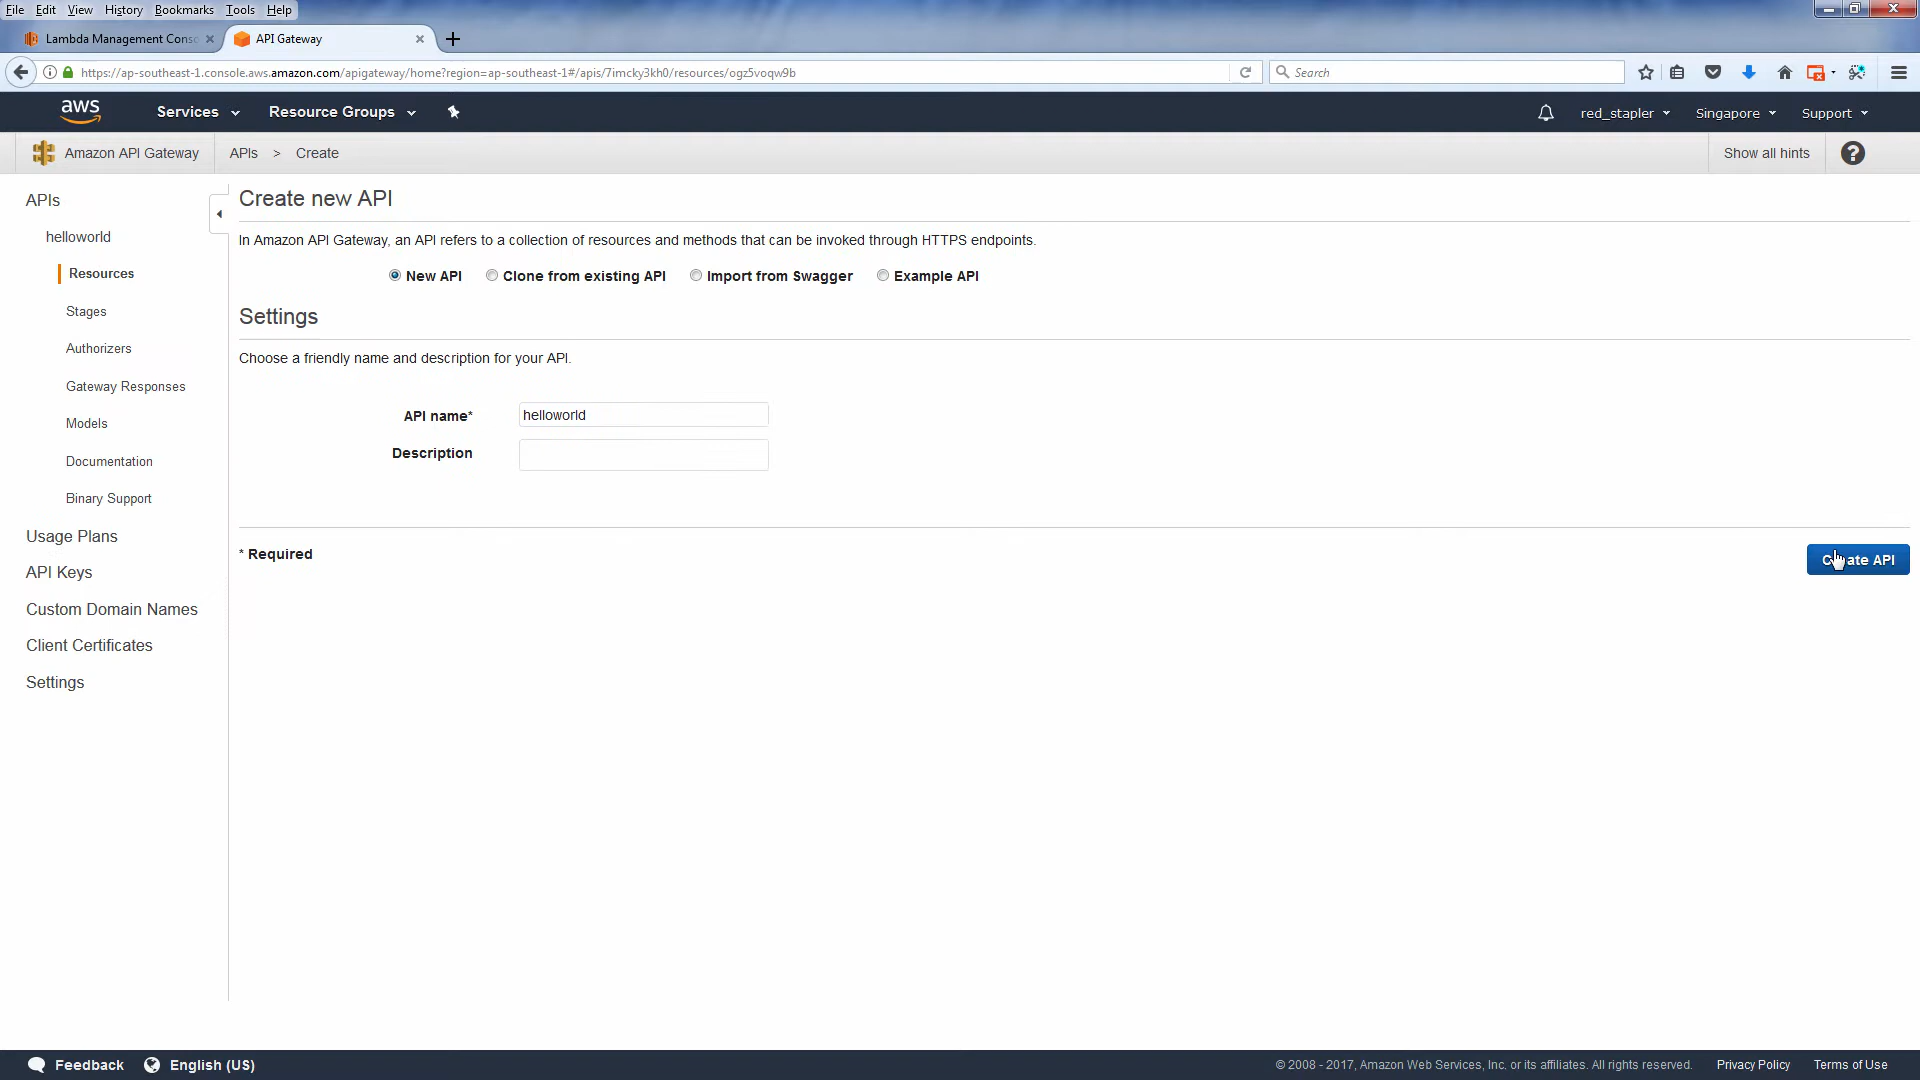 File Edit View History Bookmarks Tools Help
Lambda Management Conso
API Gateway
https://ap-southeast-1.console.aws.amazon.com/apigateway/home?region=ap-southeast-1#/apis/7imcky3kh0/resources/ogz5voqw9b
Search
aws
Services
Resource Groups
red_stapler
Singapore
Support
Amazon API Gateway
APIs > Create
Show all hints
?
APIs
helloworld
Resources
Stages
Authorizers
Gateway Responses
Models
Documentation
Binary Support
Usage Plans
API Keys
Custom Domain Names
Client Certificates
Settings
Create new API
In Amazon API Gateway, an API refers to a collection of resources and methods that can be invoked through HTTPS endpoints.
New API Clone from existing API Import from Swagger Example API
Settings
Choose a friendly name and description for your API.
API name* helloworld
Description
* Required
Create API
Feedback
English (US)
© 2008 - 2017, Amazon Web Services, Inc. or its affiliates. All rights reserved.
Privacy Policy
Terms of Use